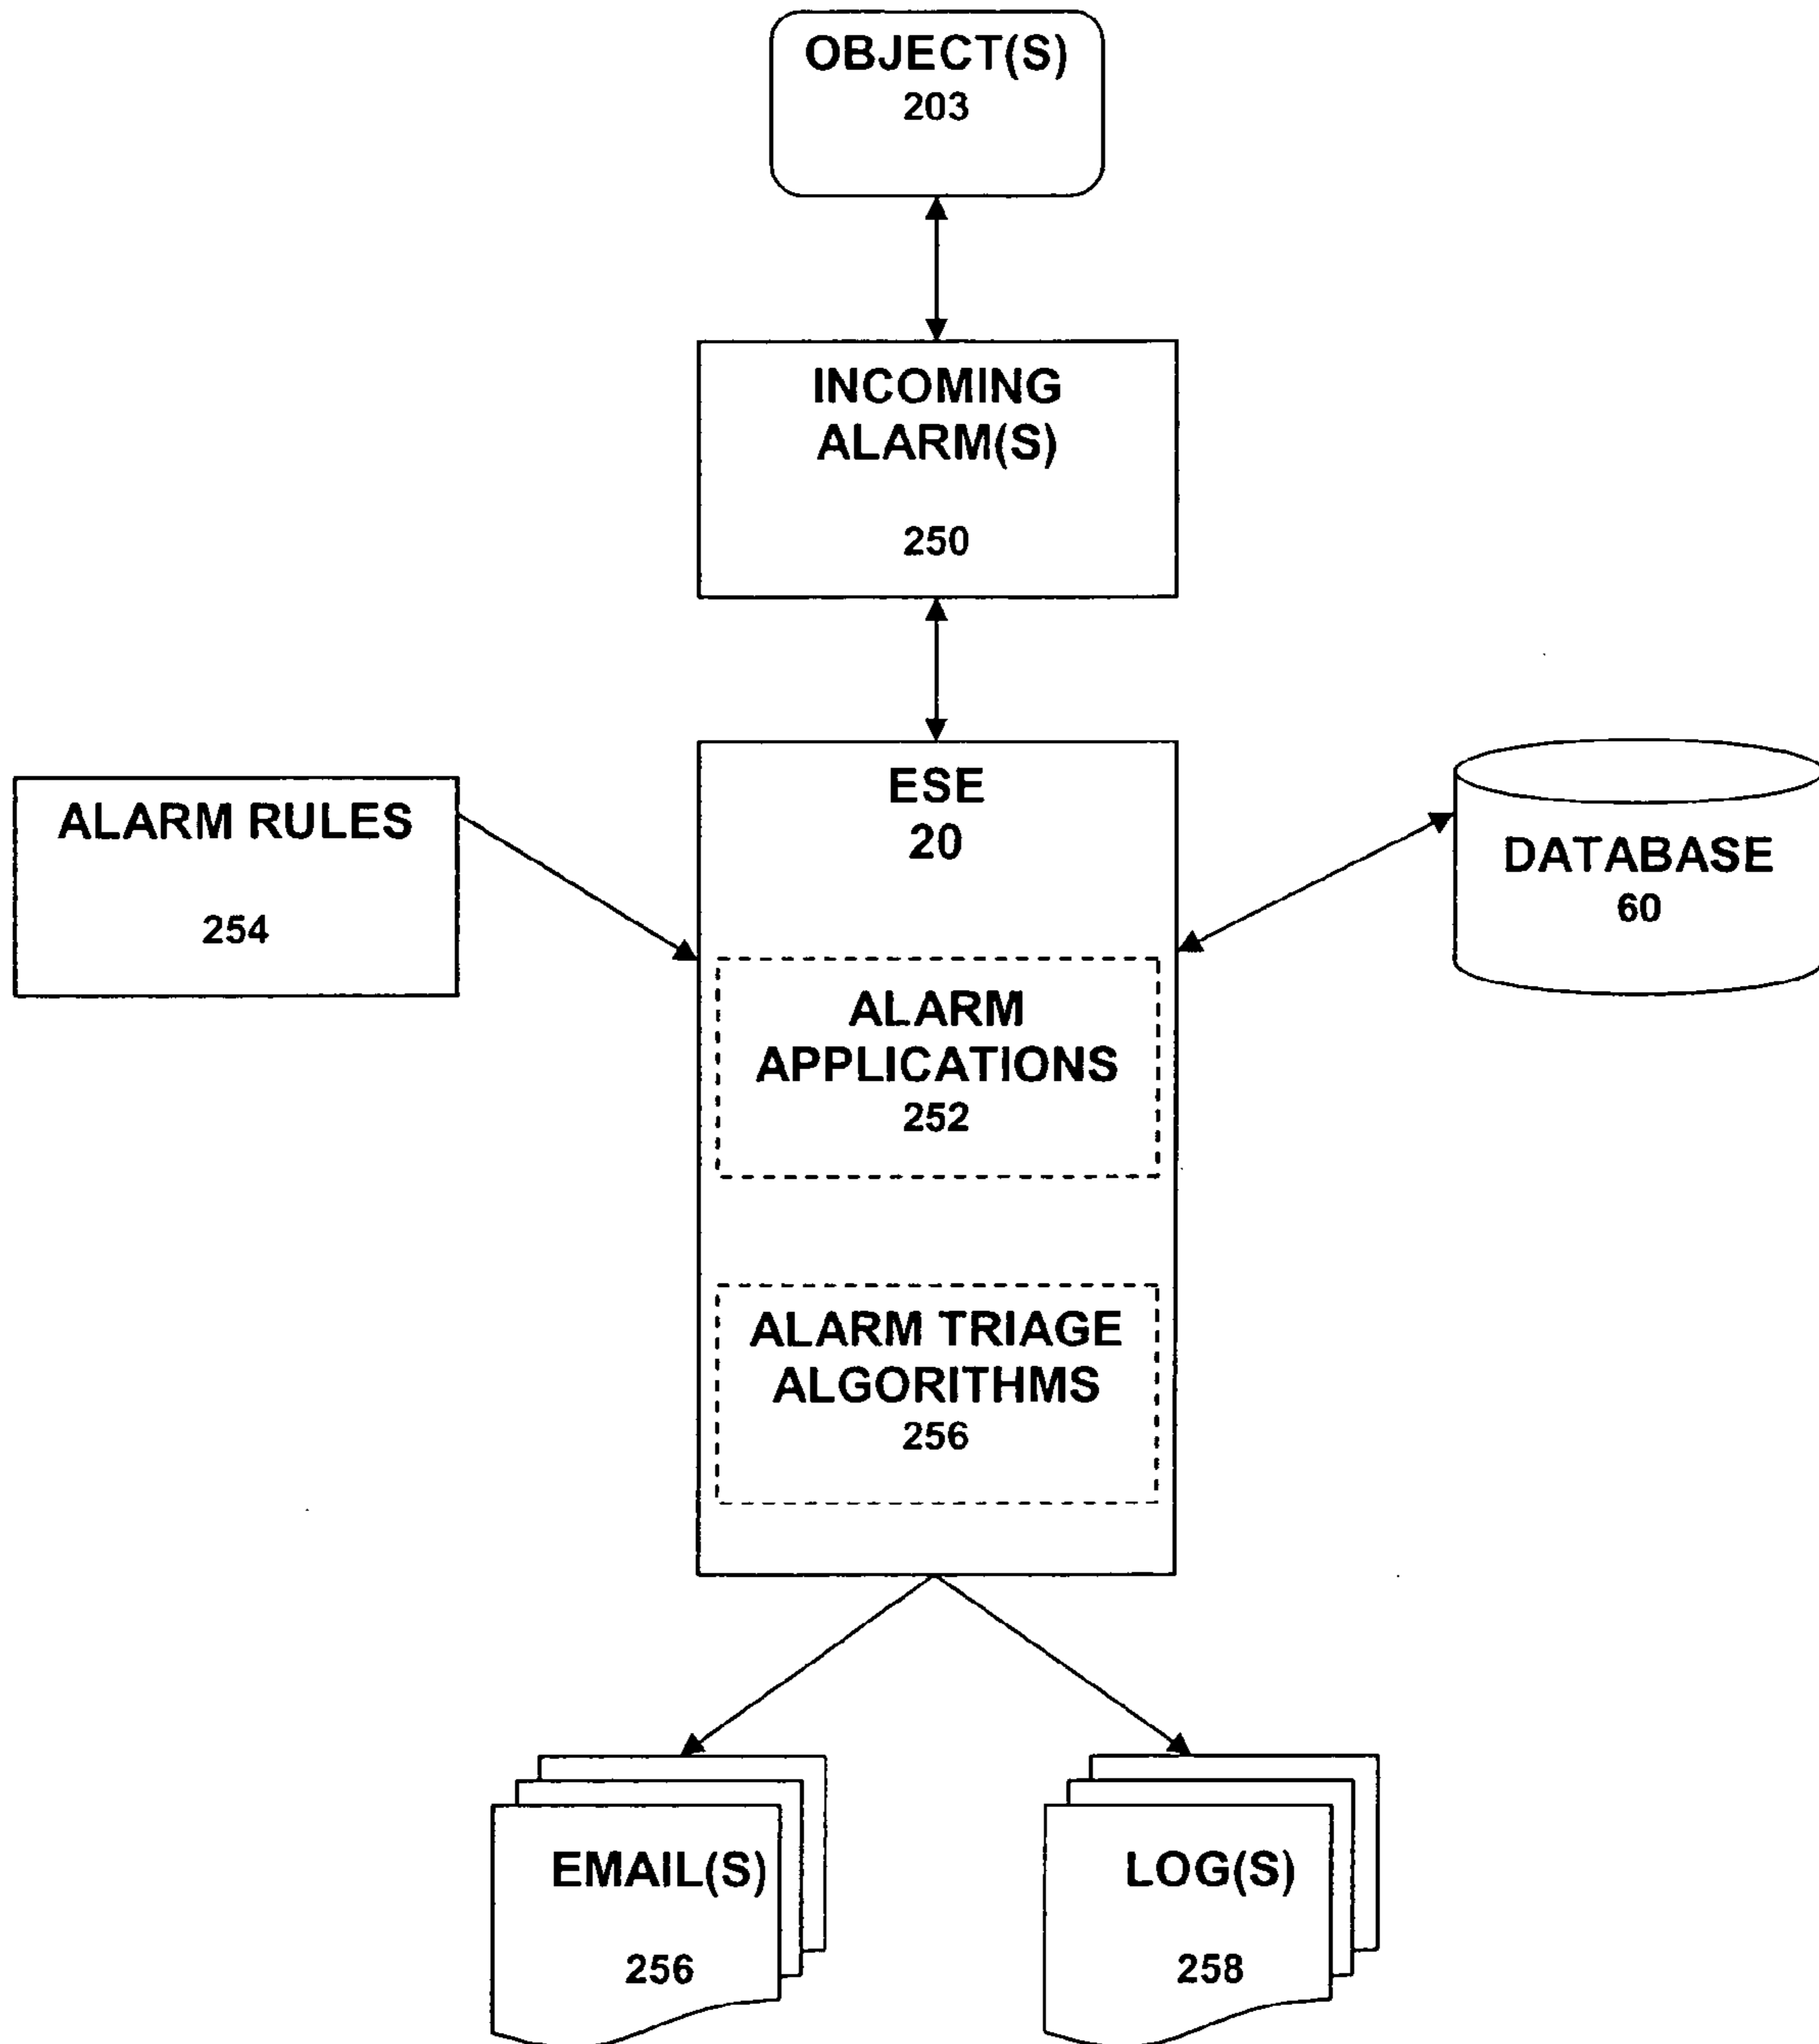 OBJECT(S)
203
INCOMING
ALARM(S)
250
ESE
20
ALARM RULES
254
DATABASE
60
ALARM
APPLICATIONS
252
ALARM TRIAGE
ALGORITHMS
256
EMAIL(S)
256
LOG(S)
258